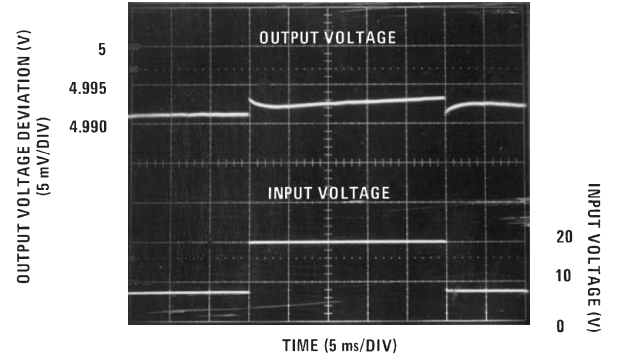 OUTPUT VOLTAGE DEVIATION (V)
(5 mV/DIV)
5
4.995
4.990
OUTPUT VOLTAGE
INPUT VOLTAGE
20
10
0
INPUT VOLTAGE (V)
TIME (5 ms/DIV)